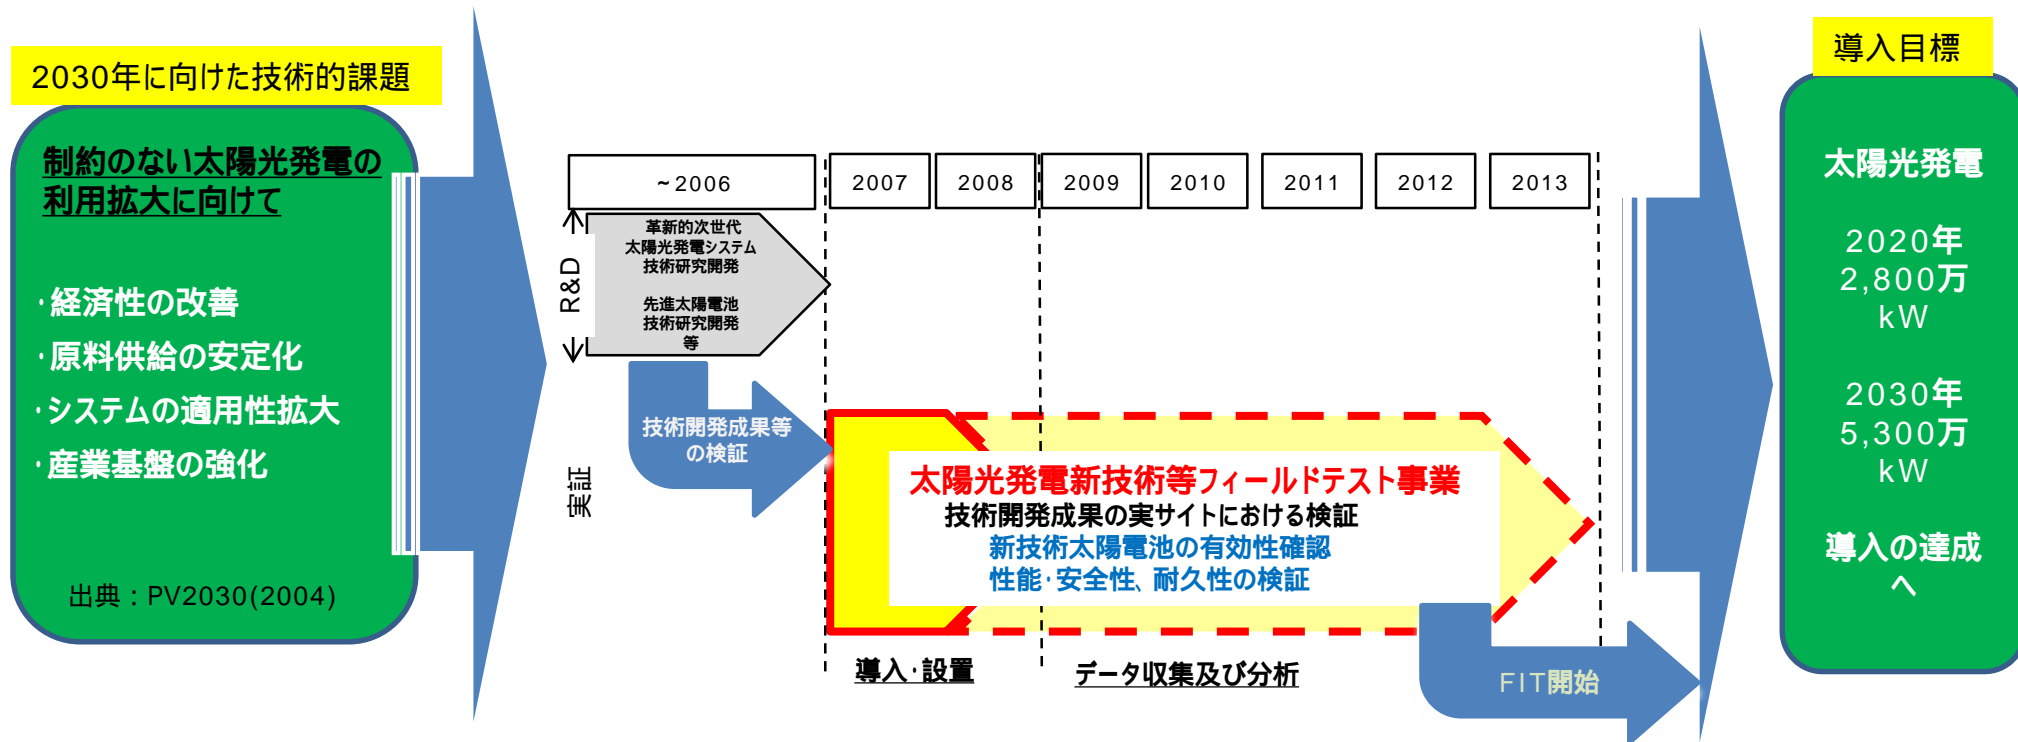 2030年に向けた技術的課題
制約のない太陽光発電の
利用拡大に向けて
・経済性の改善
・原料供給の安定化
・システムの適用性拡大
・産業基盤の強化
出典：PV2030(2004)
~2006
2007
2008
2009
2010
2011
2012
2013
R&D
革新的次世代
太陽光発電システム
技術研究開発
先進太陽電池
技術研究開発
等
実証
技術開発成果等
の検証
太陽光発電新技術等フィールドテスト事業
技術開発成果の実サイトにおける検証
新技術太陽電池の有効性確認
性能・安全性、耐久性の検証
導入・設置
データ収集及び分析
FIT開始
導入目標
太陽光発電
2020年
2,800万
kW
2030年
5,300万
kW
導入の達成
へ